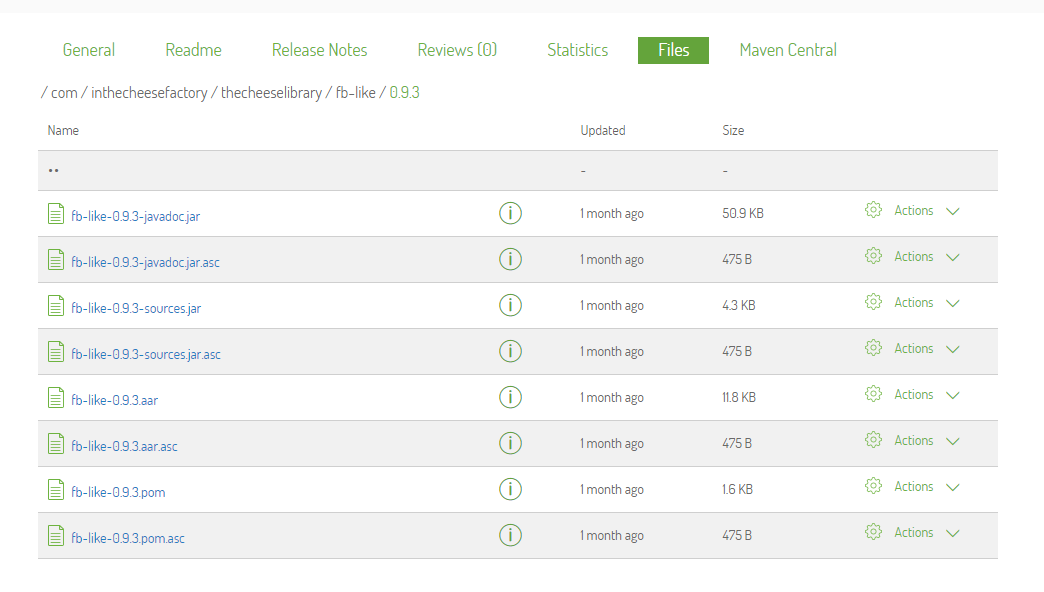 General Readme Release Notes Reviews (0) Statistics Files Maven Central
/ com / inthecheesefactory / thecheeselibrary / fb-like / 0.9.3
Name Updated Size
.. - -
fb-like-0.9.3-javadoc.jar 1 month ago 50.9 KB Actions
fb-like-0.9.3-javadoc.jar.asc 1 month ago 475 B Actions
fb-like-0.9.3-sources.jar 1 month ago 4.3 KB Actions
fb-like-0.9.3-sources.jar.asc 1 month ago 475 B Actions
fb-like-0.9.3.aar 1 month ago 11.8 KB Actions
fb-like-0.9.3.aar.asc 1 month ago 475 B Actions
fb-like-0.9.3.pom 1 month ago 1.6 KB Actions
fb-like-0.9.3.pom.asc 1 month ago 475 B Actions